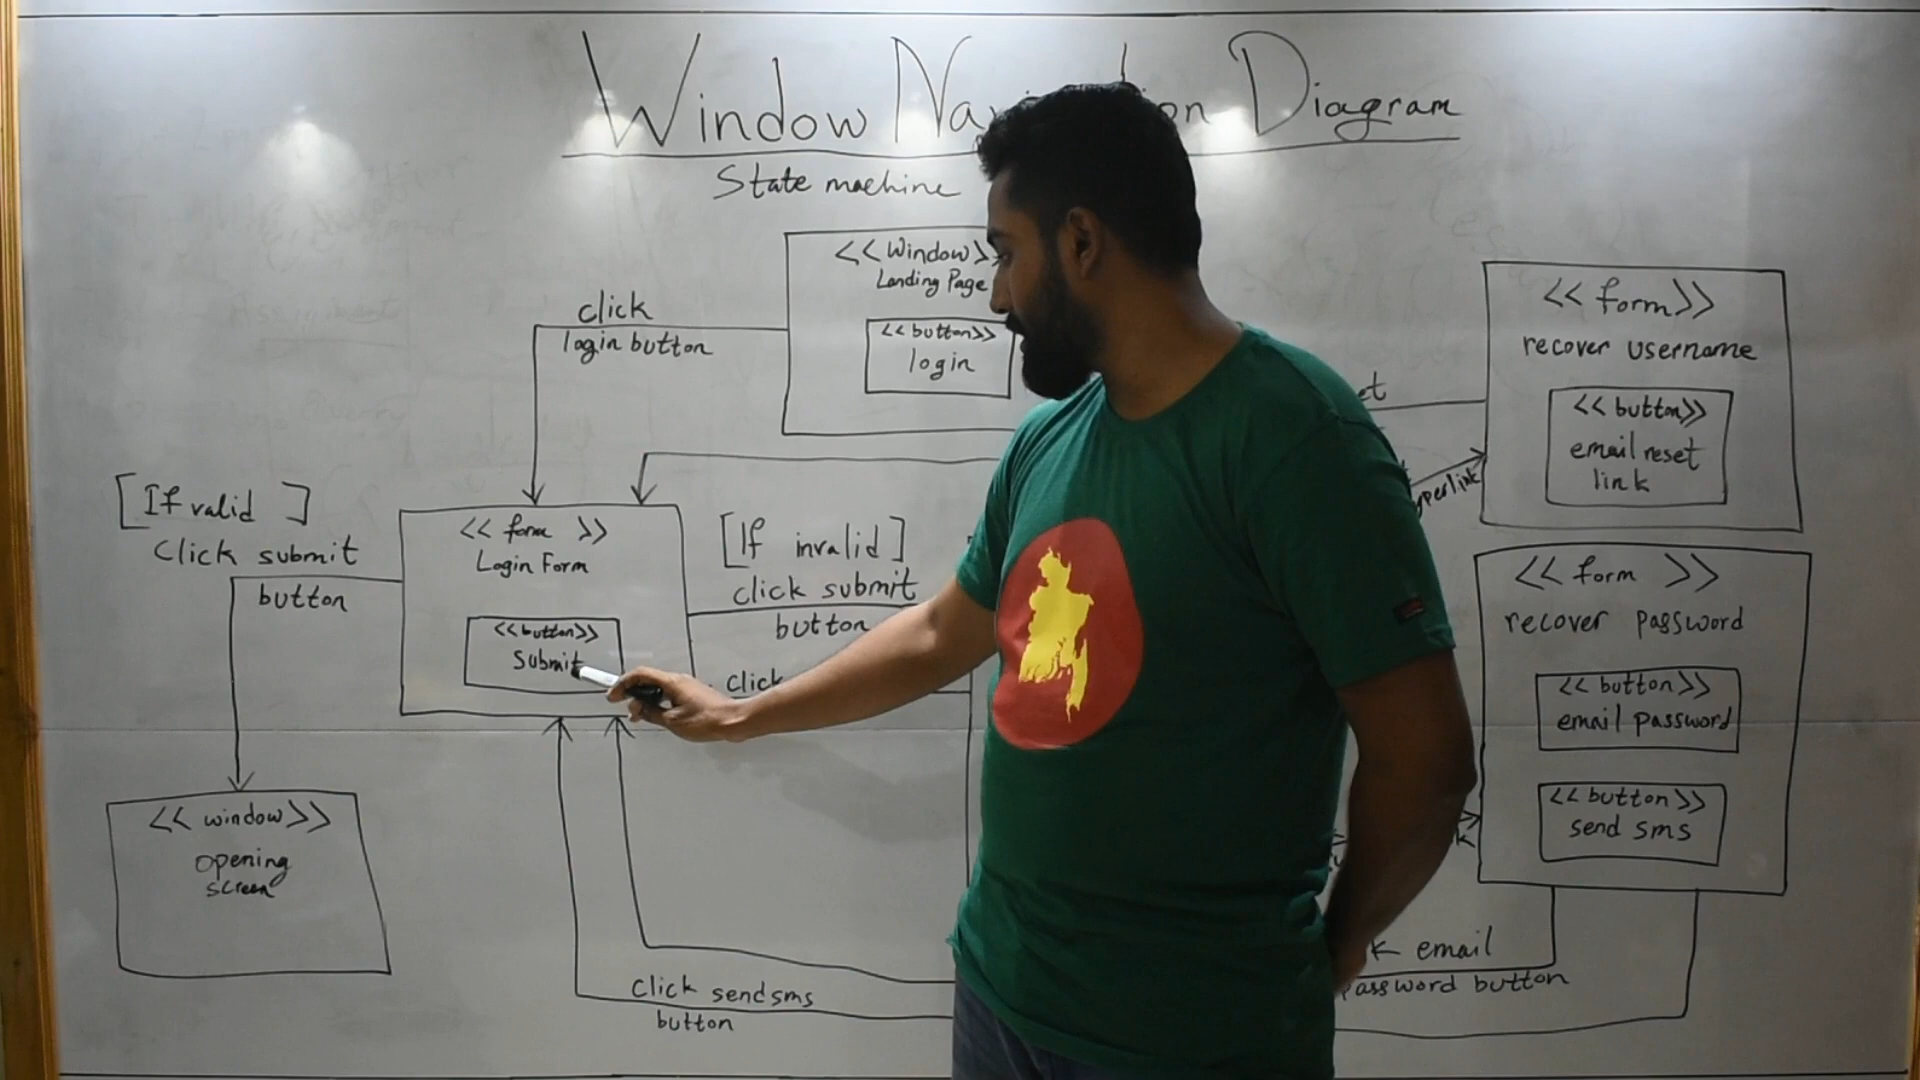 Window Diagram
State machine
<<Window>>
Landing Page
<<button>>
login
click
login button
<<form>>
recover username
<<button>>
email reset
link
[If valid]
Click submit
button
<<form>>
Login Form
<<button>>
Submit
[If invalid]
click submit
button
click
<<form>>
recover password
<<button>>
email password
<<button>>
send sms
<<window>>
opening
screen
Click sendsms
button
email
password button